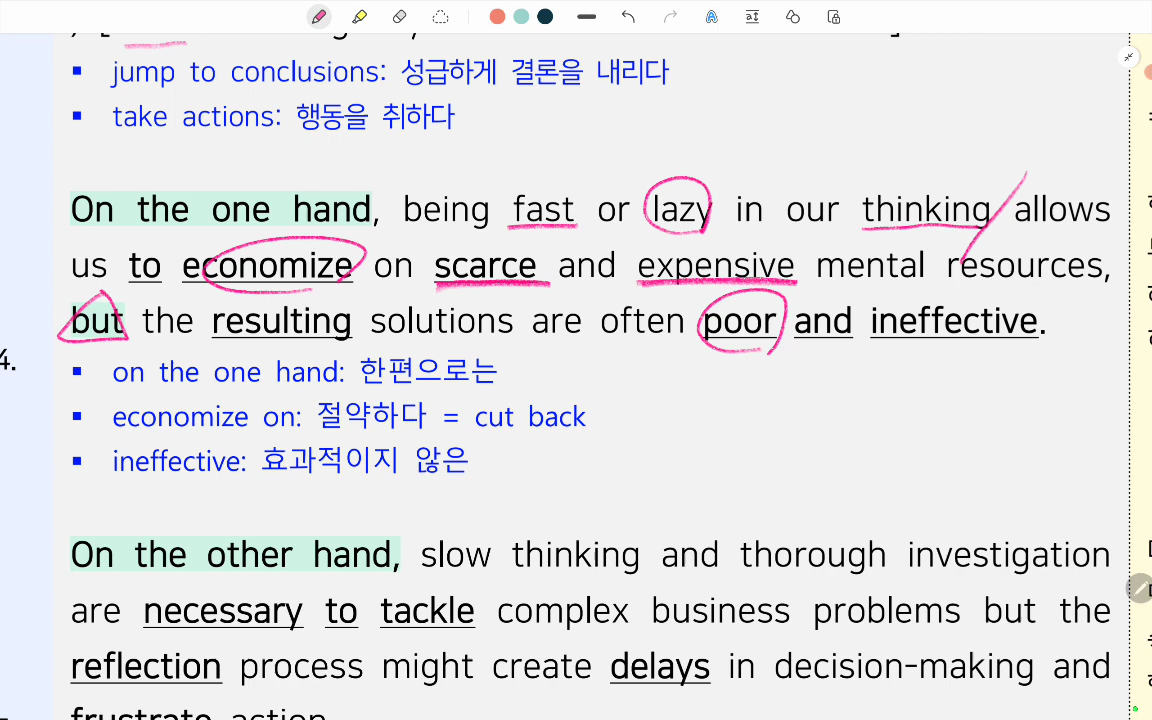 jump to conclusions: 성급하게 결론을 내리다
take actions: 행동을 취하다
On the one hand, being fast or lazy in our thinking allows
us to economize on scarce and expensive mental resources,
but the resulting solutions are often poor and ineffective.
4.
on the one hand: 한편으로는
economize on: 절약하다 = cut back
ineffective: 효과적이지 않은
On the other hand, slow thinking and thorough investigation
are necessary to tackle complex business problems but the
reflection process might create delays in decision-making and
frustrate action